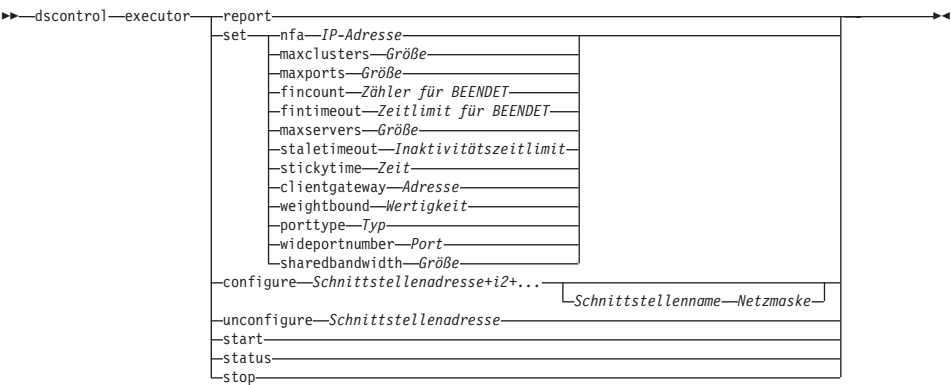 dscontrol executor report
set nfa IP-Adresse
maxclusters Größe
maxports Größe
fincount Zähler für BEENDET
fintimeout Zeitlimit für BEENDET
maxservers Größe
staletimeout Inaktivitätszeitlimit
stickytime Zeit
clientgateway Adresse
weightbound Wertigkeit
porttype Typ
wideportnumber Port
sharedbandwidth Größe
configure Schnittstellenadresse+i2+...
Schnittstellenname Netzmaske
unconfigure Schnittstellenadresse
start
status
stop